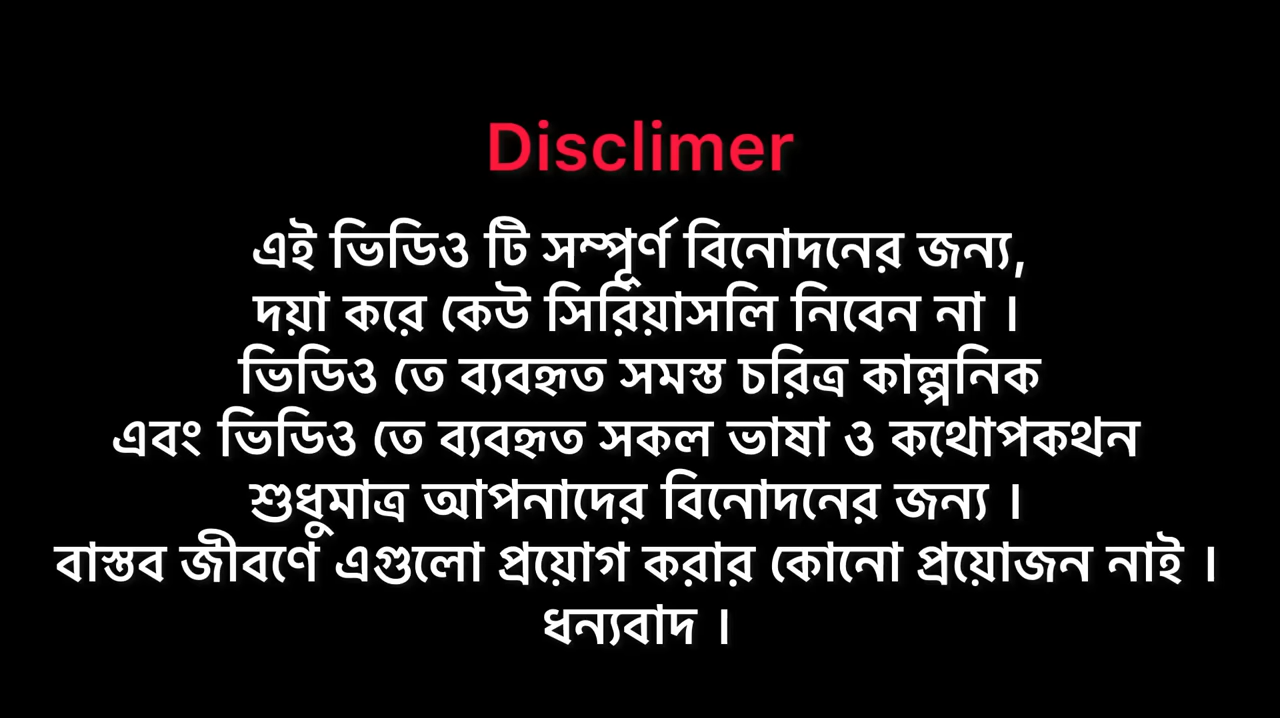 Disclimer
এই ভিডিও টি সম্পূর্ণ বিনোদনের জন্য,
দয়া করে কেউ সিরিয়াসলি নিবেন না ।
ভিডিও তে ব্যবহৃত সমস্ত চরিত্র কাল্পনিক
এবং ভিডিও তে ব্যবহৃত সকল ভাষা ও কথোপকথন
শুধুমাত্র আপনাদের বিনোদনের জন্য ।
বাস্তব জীবণে এগুলো প্রয়োগ করার কোনো প্রয়োজন নাই ।
ধন্যবাদ ।